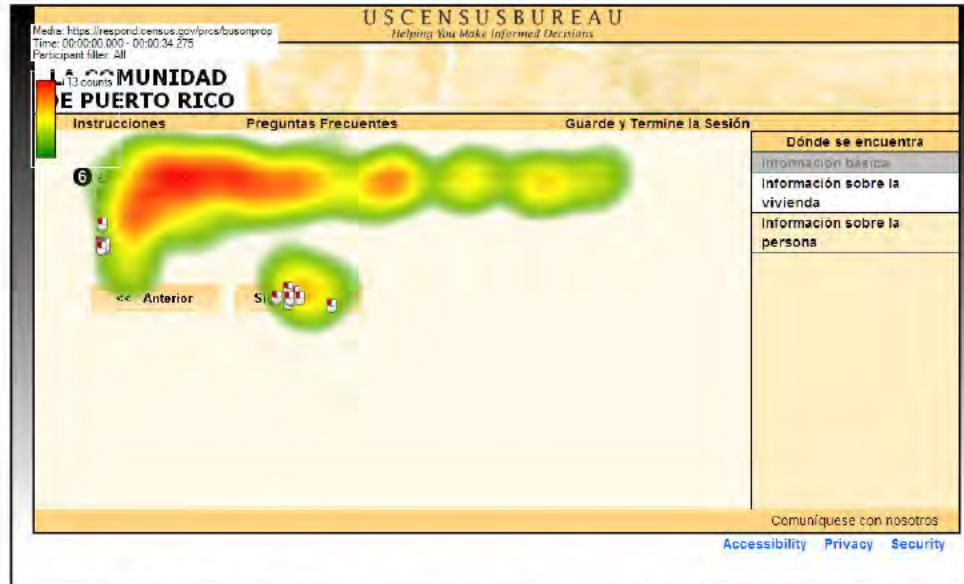 USCENSUSBUREAU
Helping You Make Informed Decisions
Media: https://respond.census.gov/prcs/busonprop
Time: 00:00:00.000 - 00:00:34.275
Participant filter: All
13 counts
LA COMUNIDAD
DE PUERTO RICO
Instrucciones Preguntas Frecuentes Guarde y Termine la Sesión
Dónde se encuentra
Información básica
Información sobre la
vivienda
Información sobre la
persona
6
<< Anterior
Comuníquese con nosotros
Accessibility Privacy Security